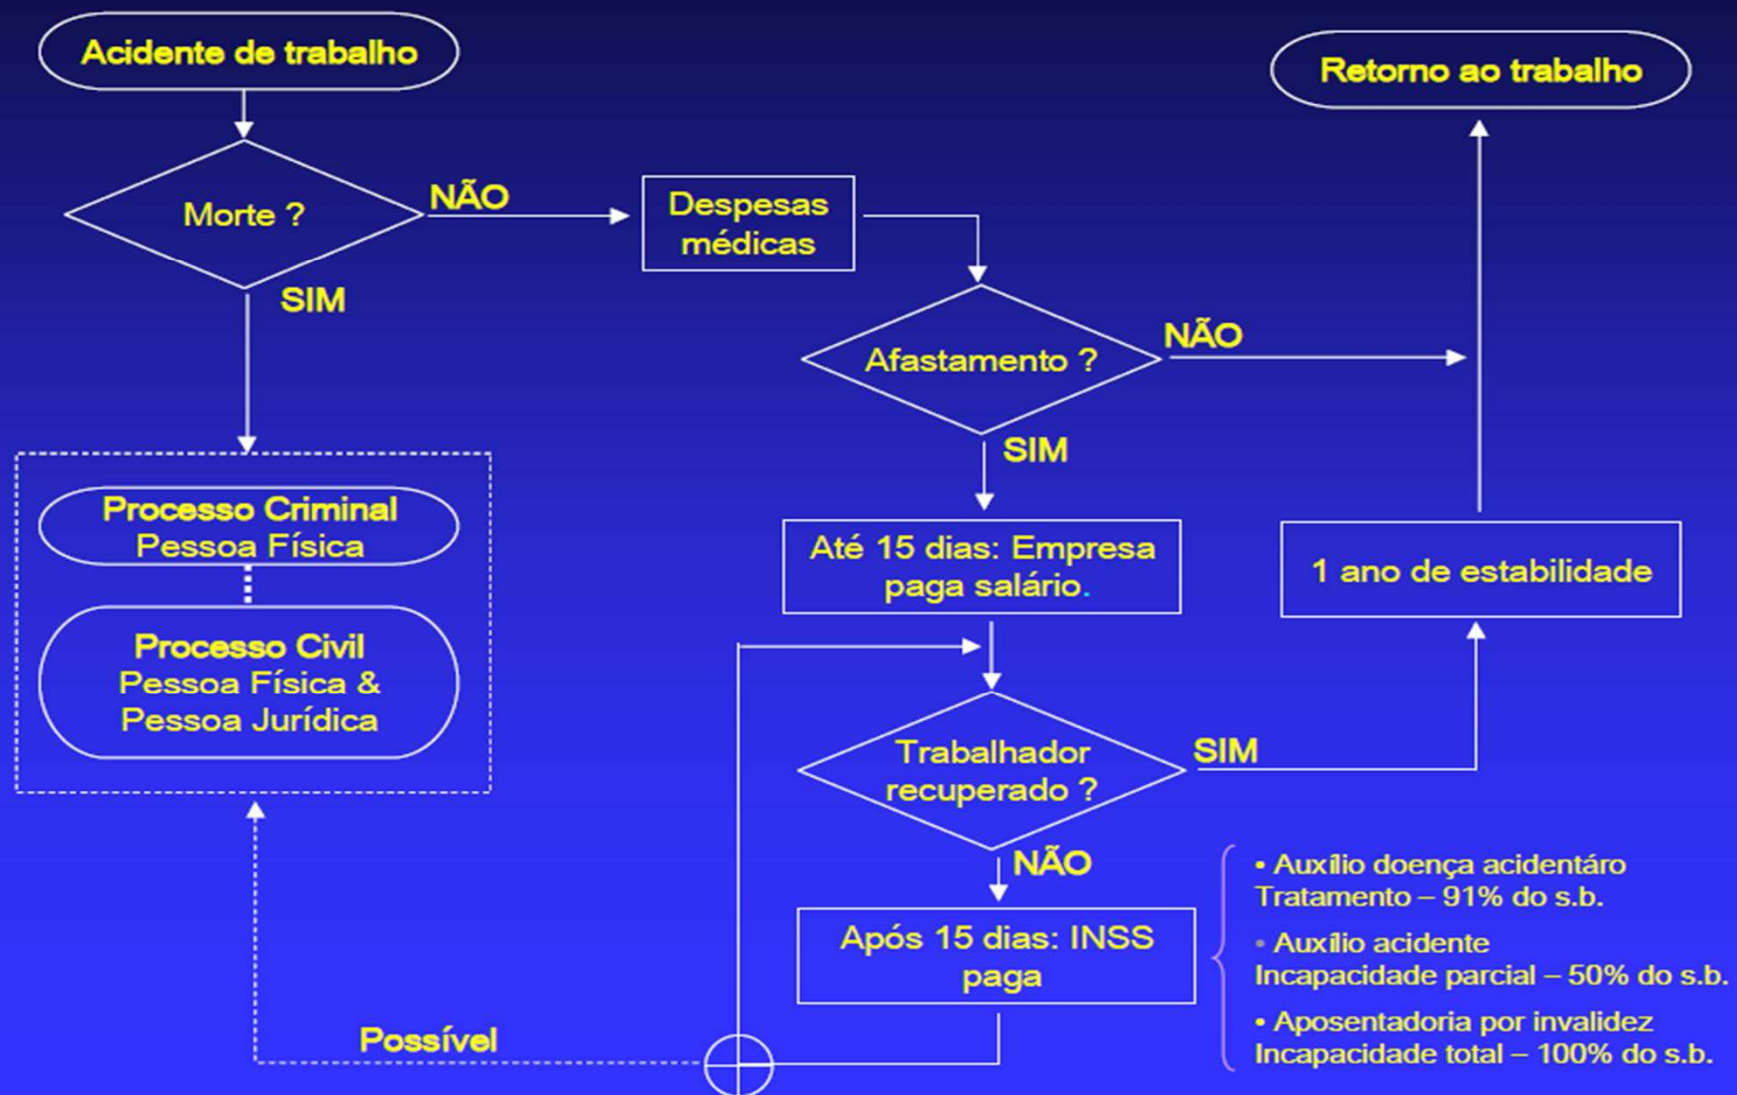 Acidente de trabalho
Retorno ao trabalho
Morte ?
NÃO
Despesas
médicas
SIM
Afastamento ?
NÃO
SIM
Processo Criminal
Pessoa Física
Processo Civil
Pessoa Física &
Pessoa Jurídica
Até 15 dias: Empresa
paga salário.
1 ano de estabilidade
Trabalhador
recuperado ?
SIM
NÃO
Após 15 dias: INSS
paga
• Auxílio doença acidentáro
Tratamento – 91% do s.b.
• Auxílio acidente
Incapacidade parcial – 50% do s.b.
• Aposentadoria por invalidez
Incapacidade total – 100% do s.b.
Possível